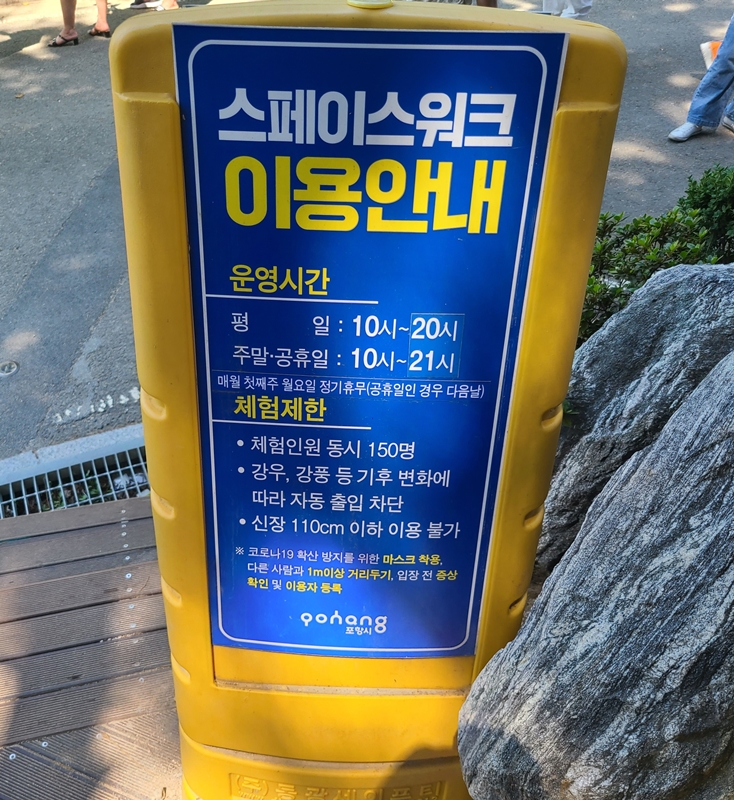 스페이스워크
이용안내
운영시간
평 일 : 10시~20시
주말·공휴일 : 10시~21시
매월 첫째주 월요일 정기휴무(공휴일인 경우 다음날)
체험제한
• 체험인원 동시 150명
• 강우, 강풍 등 기후 변화에
따라 자동 출입 차단
• 신장 110cm 이하 이용 불가
※ 코로나19 확산 방지를 위한 마스크 착용,
다른 사람과 1m이상 거리두기, 입장 전 증상
확인 및 이용자 등록
pohang
포항시